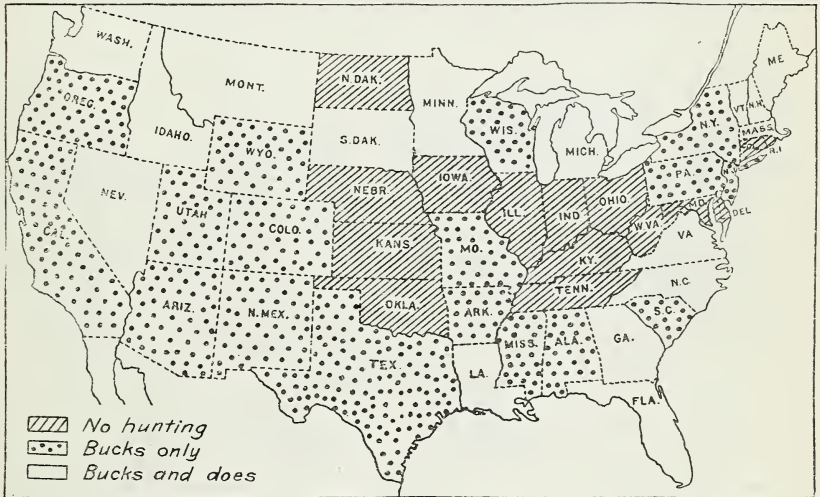 WASH.
MONT.
N.DAK.
MINN.
ME
OREG.
IDAHO.
S.DAK.
WIS.
MICH.
VT.
N.H.
N.Y.
MASS.
R.I
WYO.
NEBR.
IOWA.
PA
NEV.
UTAH
COLO.
ILL.
IND
OHIO.
MD.
DEL
W.VA.
VA
CAL.
KANS.
MO.
KY.
ARIZ.
N.MEX.
OKLA.
ARK.
TENN.
N.C.
S.C.
TEX.
MISS.
ALA.
GA.
LA.
FLA.
No hunting
Bucks only
Bucks and does